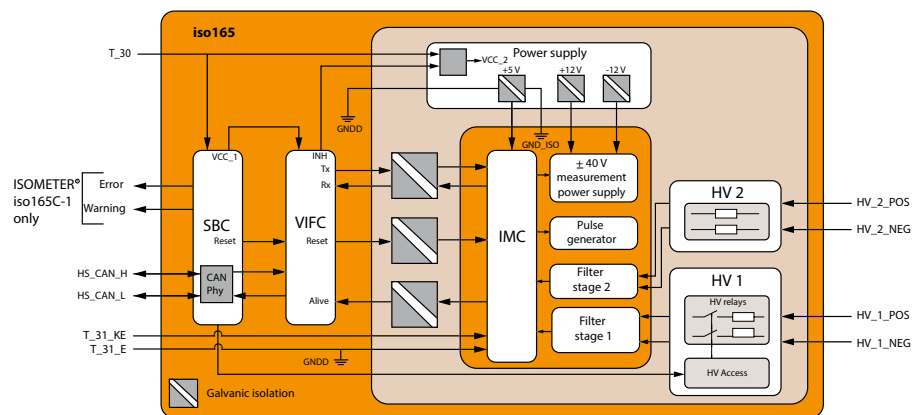 iso165
T_30
Power supply
VCC_2
+5 V
+12 V
-12 V
GNDD
GND_ISO
VCC_1
INH
Tx
Rx
± 40 V
measurement
power supply
ISOMETER®
iso165C-1
only
Error
Warning
SBC
VIFC
IMC
Reset
Reset
Pulse
generator
HV 2
HV_2_POS
HV_2_NEG
HS_CAN_H
HS_CAN_L
CAN
Phy
Alive
Filter
stage 2
Filter
stage 1
HV 1
HV relays
HV_1_POS
HV_1_NEG
T_31_KE
T_31_E
GNDD
HV Access
Galvanic isolation